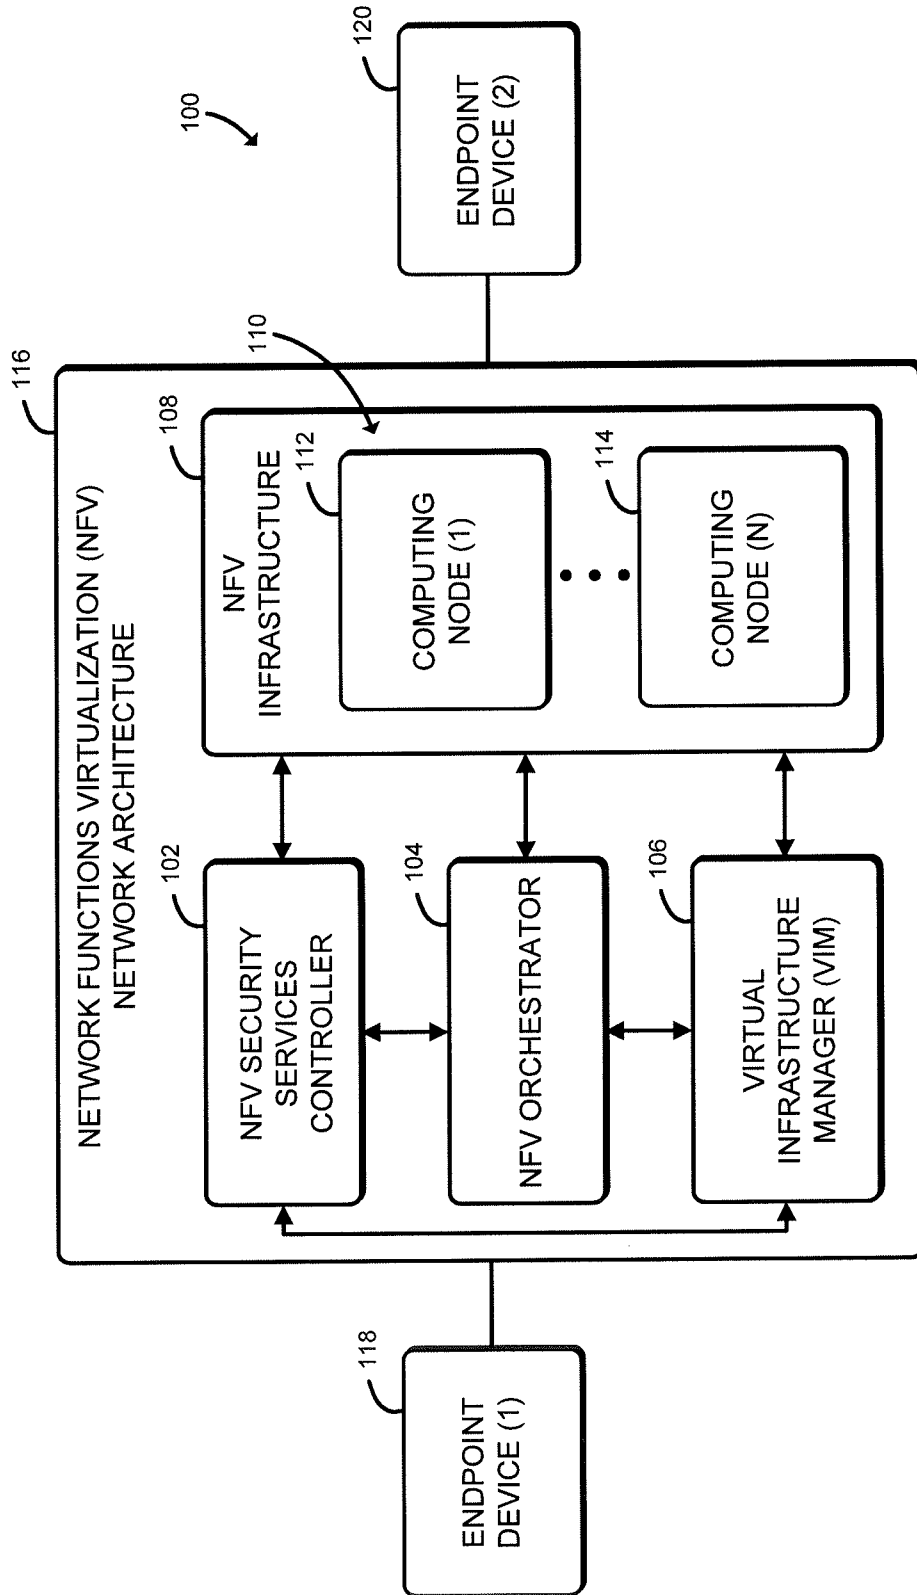 100
116
NETWORK FUNCTIONS VIRTUALIZATION (NFV)
NETWORK ARCHITECTURE
118
ENDPOINT
DEVICE (1)
102
NFV SECURITY
SERVICES
CONTROLLER
104
NFV ORCHESTRATOR
106
VIRTUAL
INFRASTRUCTURE
MANAGER (VIM)
108
NFV
INFRASTRUCTURE
110
112
COMPUTING
NODE (1)
114
COMPUTING
NODE (N)
120
ENDPOINT
DEVICE (2)